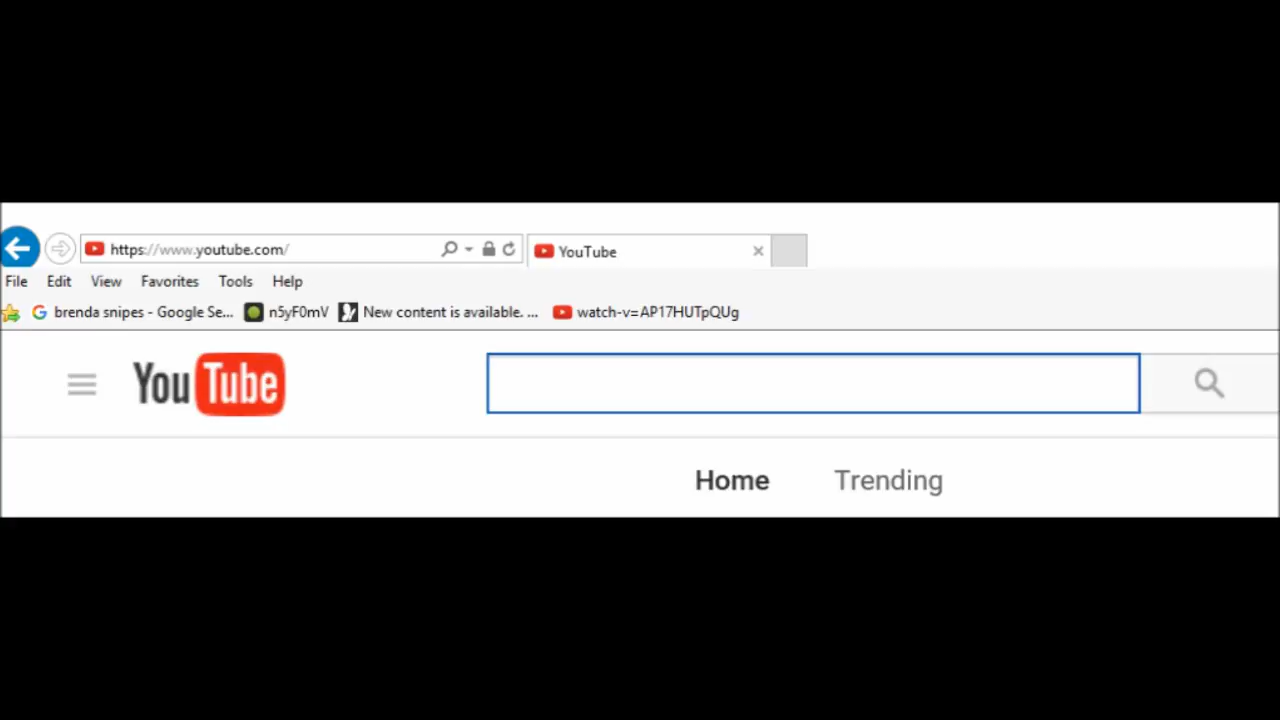 https://www.youtube.com/ YouTube
File Edit View Favorites Tools Help
brenda snipes - Google Se... n5yF0mV New content is available. ... watch-v=AP17HUTpQUg
YouTube
Home Trending